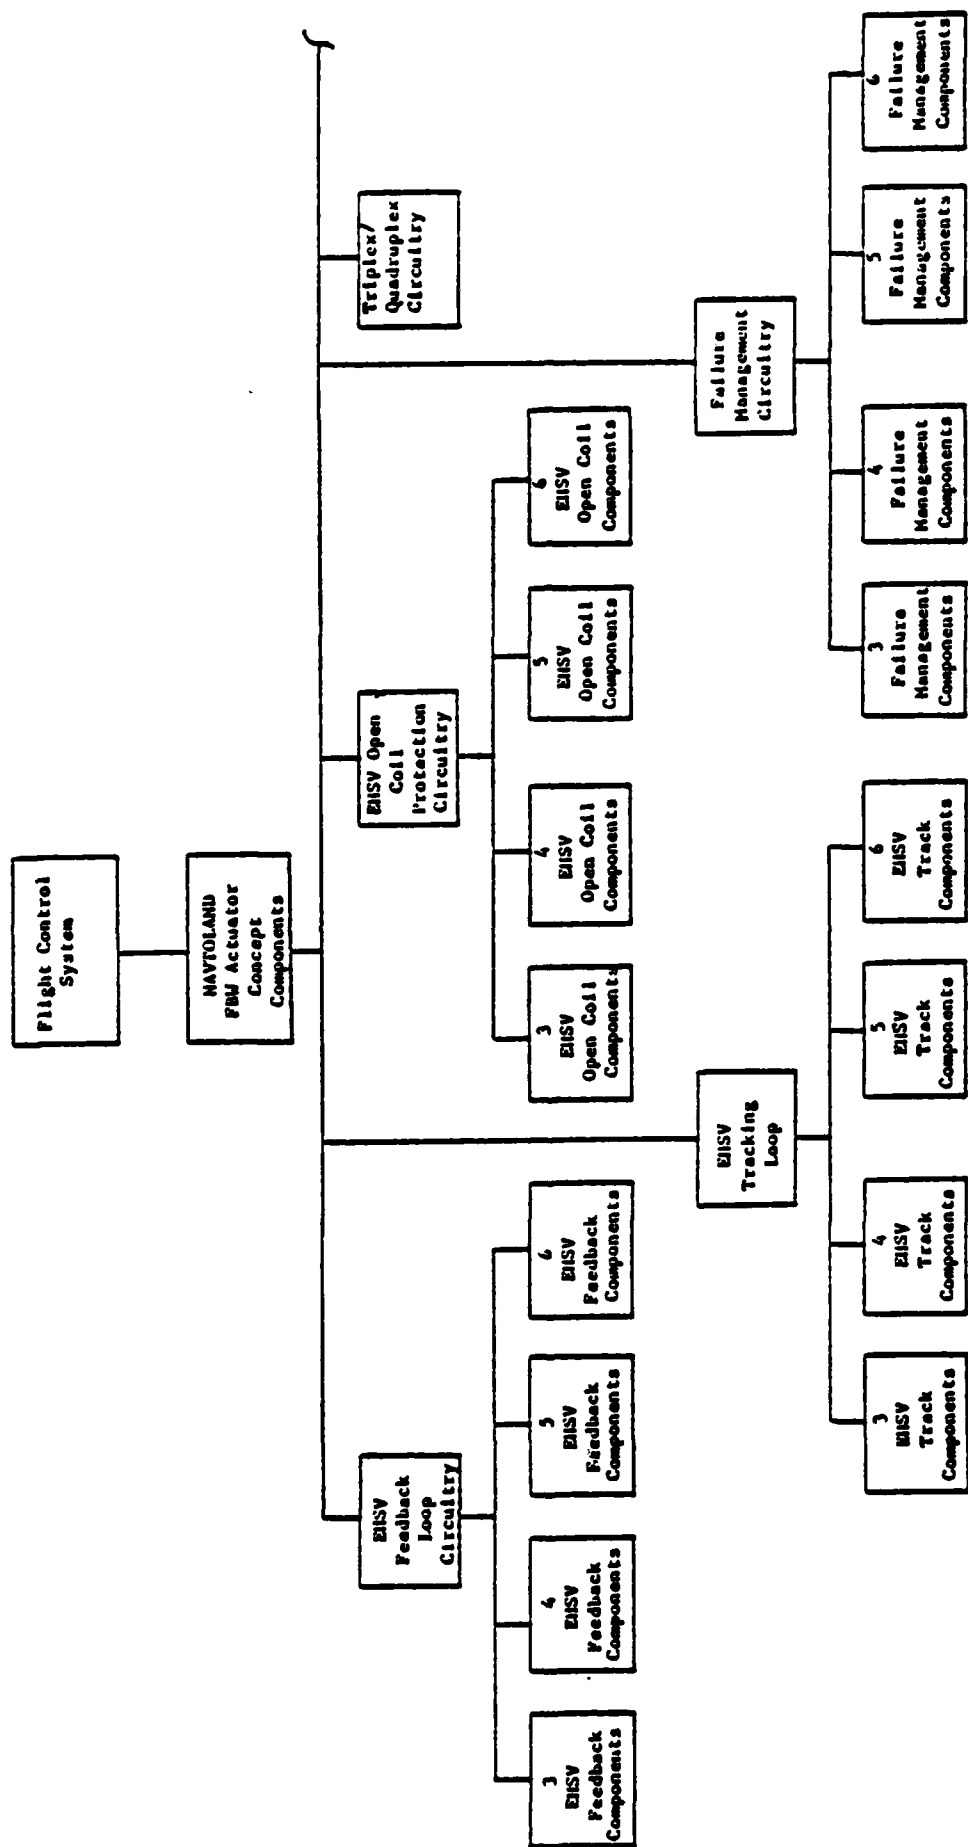 Flight Control
System
NAVTOLAND
FBW Actuator
Concept
Components
EHSV
Feedback
Loop
Circuitry
EHSV Open
Coil
Protection
Circuitry
Triplex/
Quadruplex
Circuitry
3
EHSV
Feedback
Components
4
EHSV
Feedback
Components
5
EHSV
Feedback
Components
6
EHSV
Feedback
Components
3
EHSV
Open Coil
Components
4
EHSV
Open Coil
Components
5
EHSV
Open Coil
Components
6
EHSV
Open Coil
Components
EHSV
Tracking
Loop
Failure
Management
Circuitry
3
EHSV
Track
Components
4
EHSV
Track
Components
5
EHSV
Track
Components
6
EHSV
Track
Components
3
Failure
Management
Components
4
Failure
Management
Components
5
Failure
Management
Components
6
Failure
Management
Components